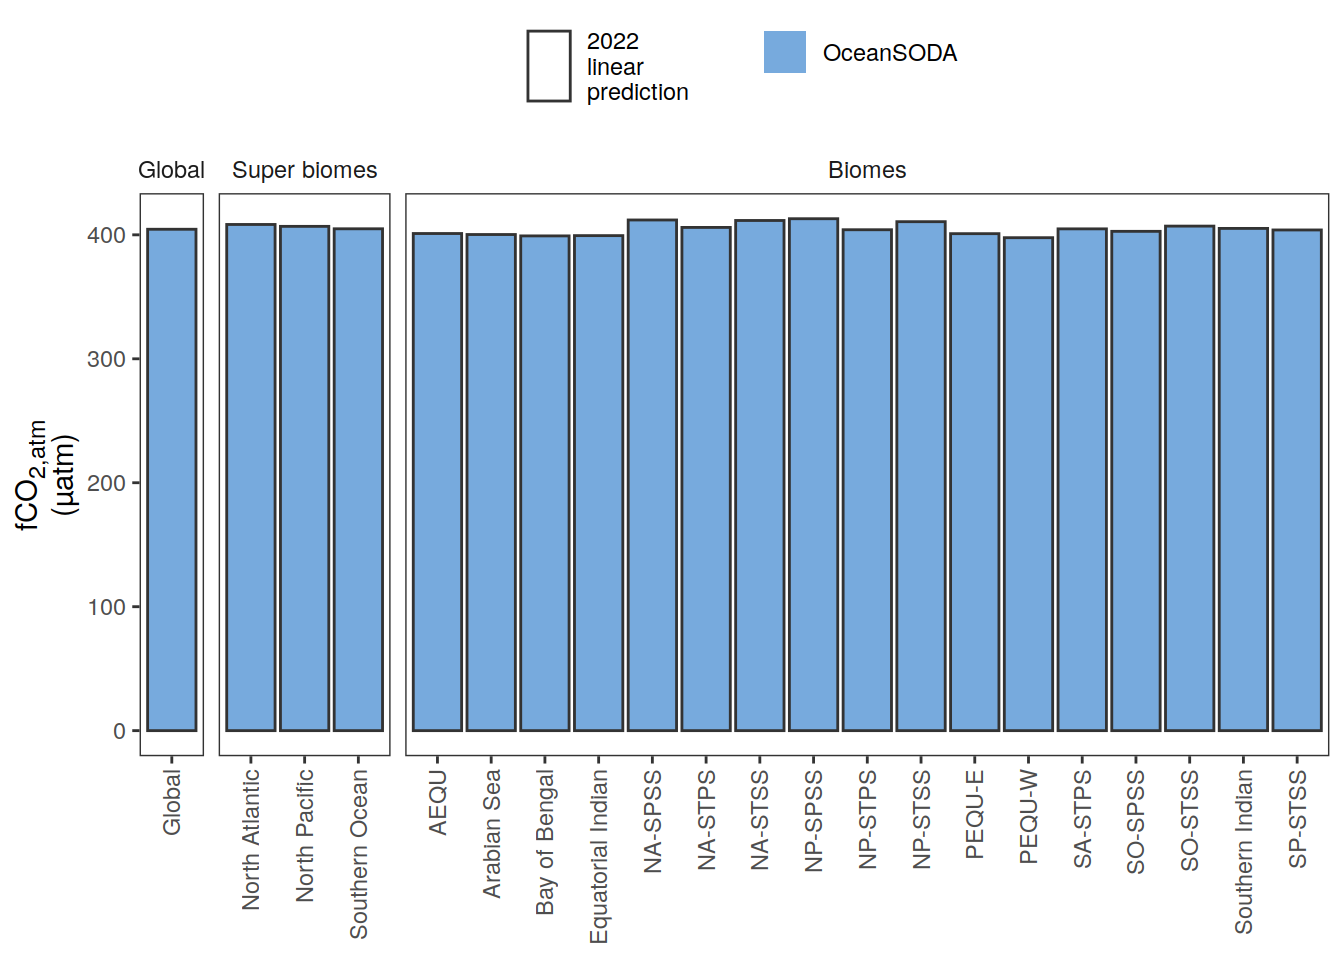 2022
linear
prediction
OceanSODA
Global
Super biomes
Biomes
fCO2,atm
(µatm)
400
300
200
100
0
Global
North Atlantic
North Pacific
Southern Ocean
AEQU
Arabian Sea
Bay of Bengal
Equatorial Indian
NA-SPSS
NA-STPS
NA-STSS
NP-SPSS
NP-STPS
NP-STSS
PEQU-E
PEQU-W
SA-STPS
SO-SPSS
SO-STSS
Southern Indian
SP-STSS